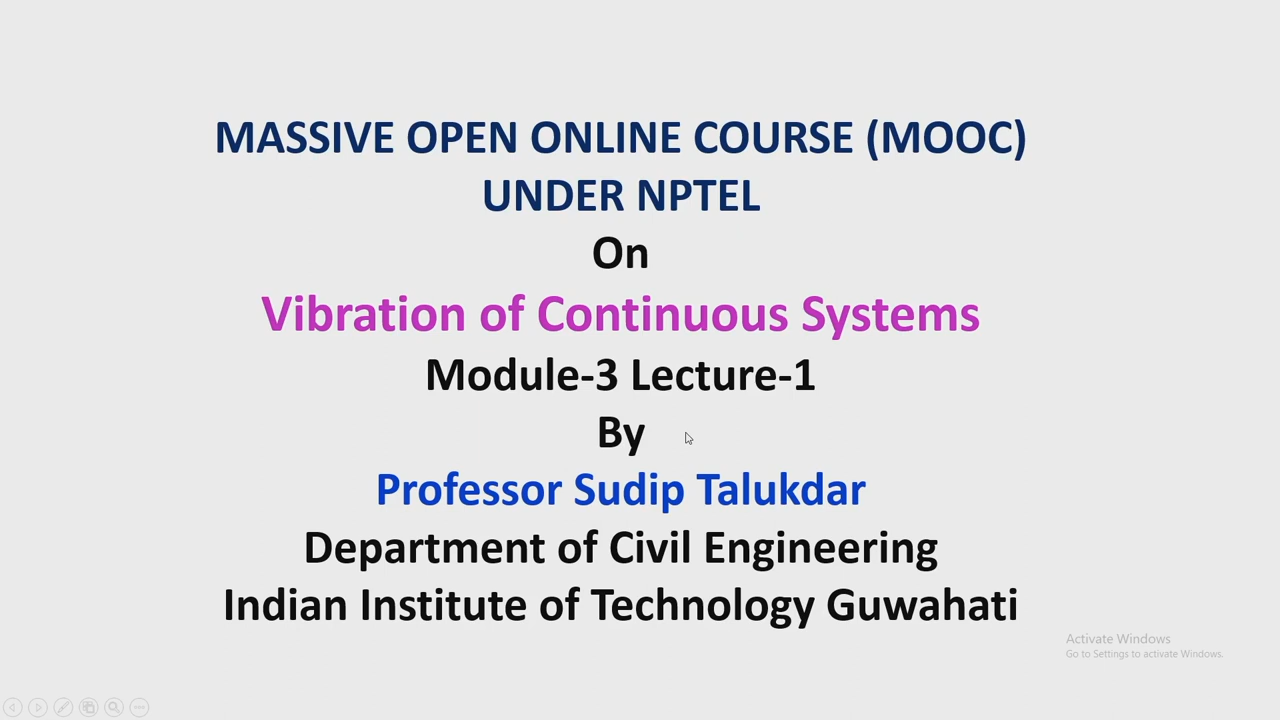 MASSIVE OPEN ONLINE COURSE (MOOC)
UNDER NPTEL
On
Vibration of Continuous Systems
Module-3 Lecture-1
By
Professor Sudip Talukdar
Department of Civil Engineering
Indian Institute of Technology Guwahati
Activate Windows
Go to Settings to activate Windows.